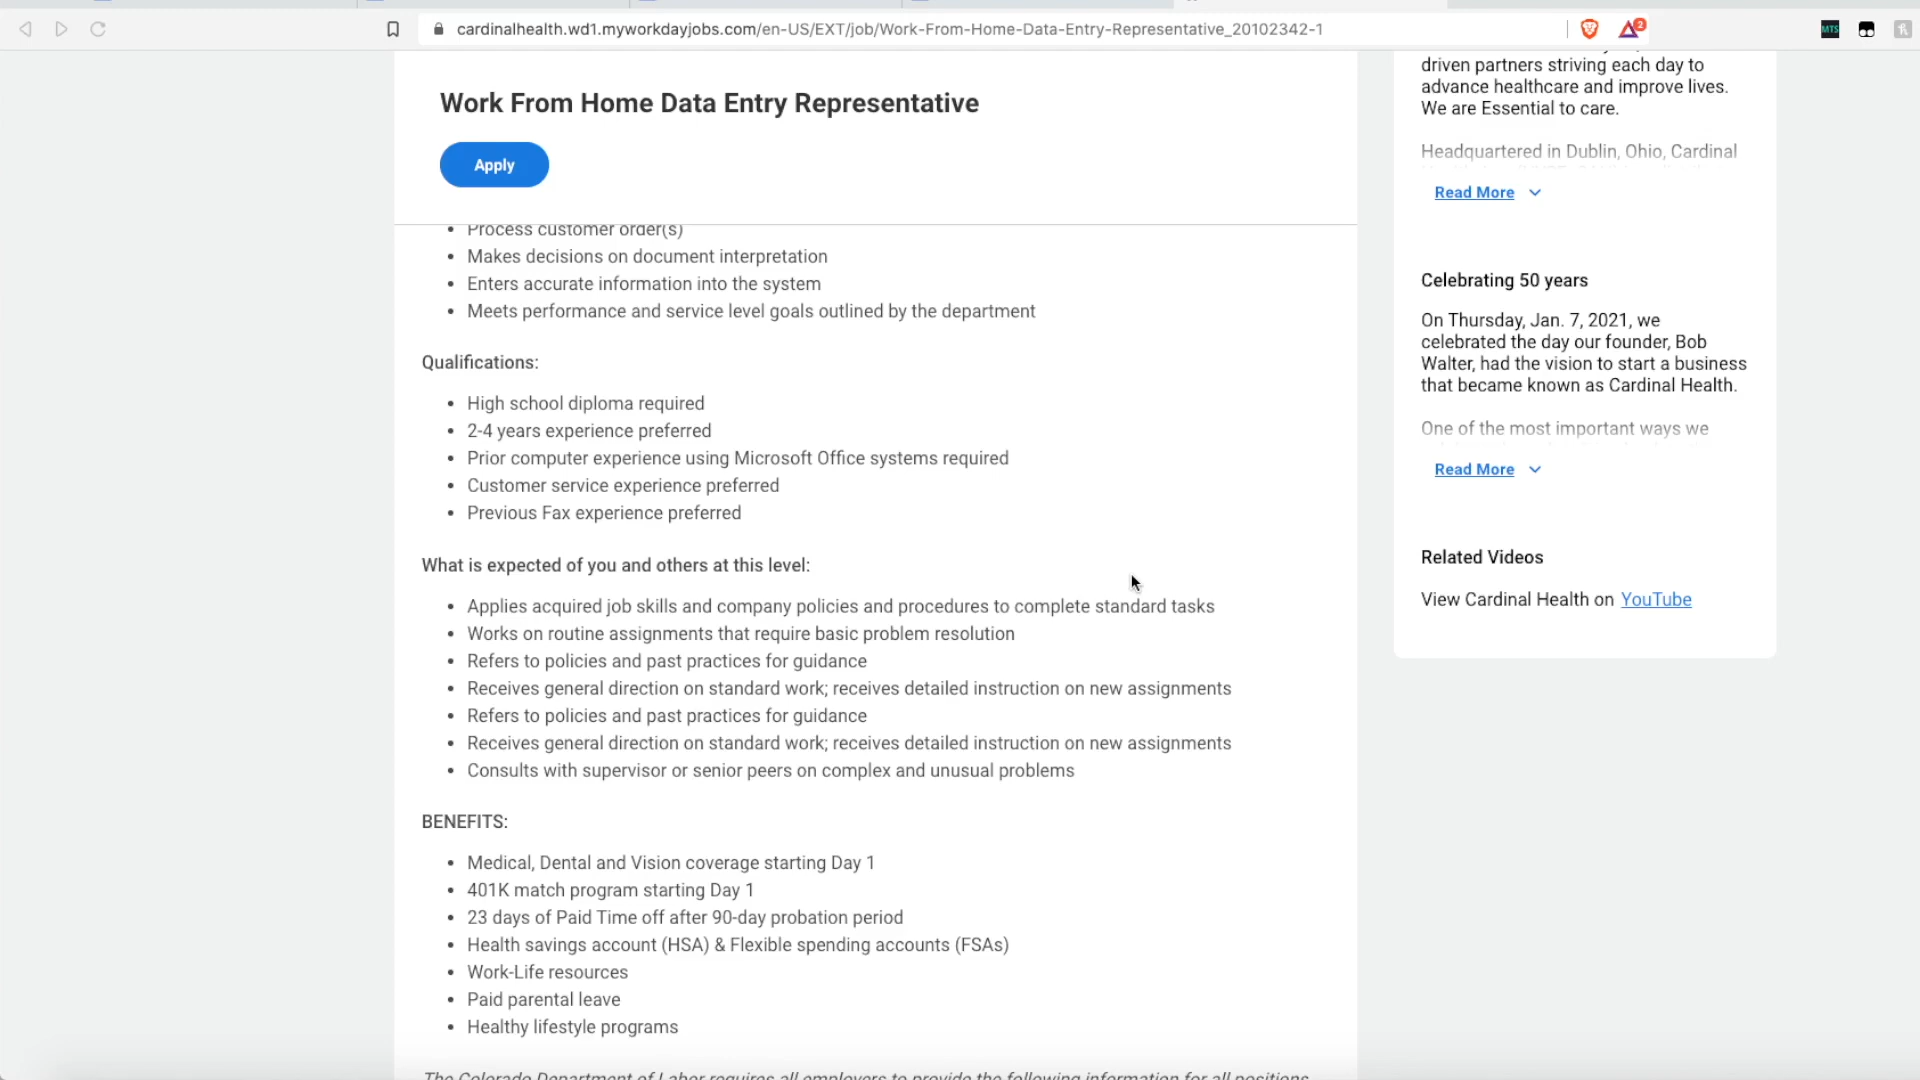 cardinalhealth.wd1.myworkdayjobs.com/en-US/EXT/job/Work-From-Home-Data-Entry-Representative_20102342-1
2
MTS
Work From Home Data Entry Representative
Apply
Process customer order(s)
Makes decisions on document interpretation
Enters accurate information into the system
Meets performance and service level goals outlined by the department
Qualifications:
High school diploma required
2-4 years experience preferred
Prior computer experience using Microsoft Office systems required
Customer service experience preferred
Previous Fax experience preferred
What is expected of you and others at this level:
Applies acquired job skills and company policies and procedures to complete standard tasks
Works on routine assignments that require basic problem resolution
Refers to policies and past practices for guidance
Receives general direction on standard work; receives detailed instruction on new assignments
Refers to policies and past practices for guidance
Receives general direction on standard work; receives detailed instruction on new assignments
Consults with supervisor or senior peers on complex and unusual problems
BENEFITS:
Medical, Dental and Vision coverage starting Day 1
401K match program starting Day 1
23 days of Paid Time off after 90-day probation period
Health savings account (HSA) & Flexible spending accounts (FSAs)
Work-Life resources
Paid parental leave
Healthy lifestyle programs
The Colorado Department of Labor requires all employers to provide the following information for all positions
driven partners striving each day to
advance healthcare and improve lives.
We are Essential to care.
Headquartered in Dublin, Ohio, Cardinal
Read More
Celebrating 50 years
On Thursday, Jan. 7, 2021, we
celebrated the day our founder, Bob
Walter, had the vision to start a business
that became known as Cardinal Health.
One of the most important ways we
Read More
Related Videos
View Cardinal Health on YouTube